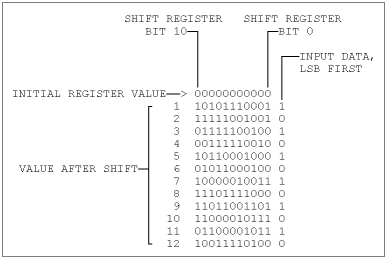 SHIFT REGISTER SHIFT REGISTER
BIT 10 BIT 0
INPUT DATA,
LSB FIRST
INITIAL REGISTER VALUE > 00000000000
1 10101110001 1
2 11111001001 0
3 01111100100 1
4 00111110010 0
5 10110001000 1
VALUE AFTER SHIFT 6 01011000100 0
7 10000010011 1
8 11101111000 0
9 11011001101 1
10 11000010111 0
11 01100001011 1
12 10011110100 0